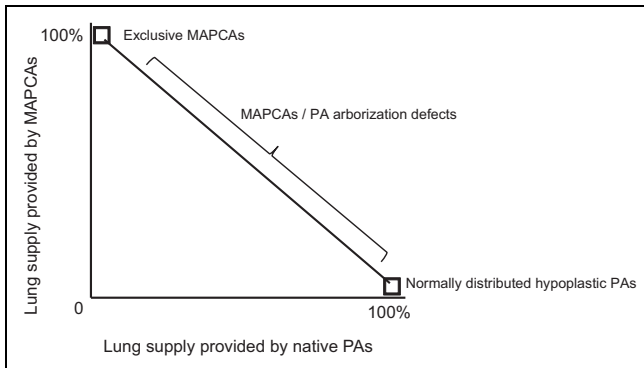 100%
Exclusive MAPCAs
Lung supply provided by MAPCAs
MAPCAs / PA arborization defects
Normally distributed hypoplastic PAs
0
100%
Lung supply provided by native PAs